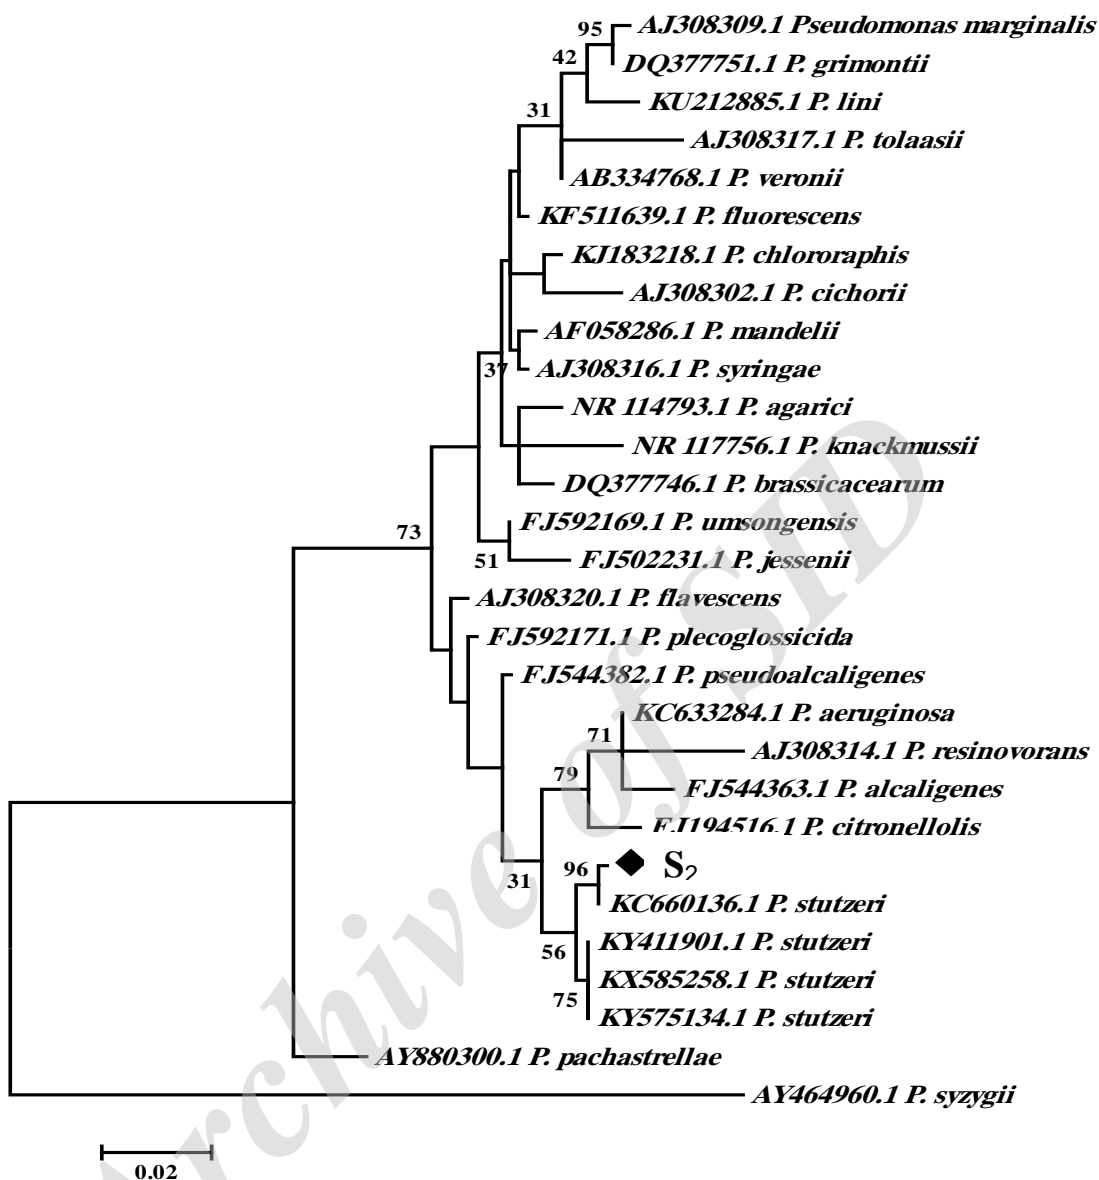 95
AJ308309.1 Pseudomonas marginalis
42
DQ377751.1 P. grimontii
KU212885.1 P. lini
31
AJ308317.1 P. tolaasii
AB334768.1 P. veronii
KF511639.1 P. fluorescens
KJ183218.1 P. chlororaphis
AJ308302.1 P. cichorii
AF058286.1 P. mandelii
37
AJ308316.1 P. syringae
NR 114793.1 P. agarici
NR 117756.1 P. knackmussii
DQ377746.1 P. brassicacearum
73
FJ592169.1 P. umsongensis
51
FJ502231.1 P. jessenii
AJ308320.1 P. flavescens
FJ592171.1 P. plecoglossicida
FJ544382.1 P. pseudoalcaligenes
KC633284.1 P. aeruginosa
71
AJ308314.1 P. resinovorans
79
FJ544363.1 P. alcaligenes
FJ194516.1 P. citronellolis
96
S2
31
KC660136.1 P. stutzeri
KY411901.1 P. stutzeri
56
KX585258.1 P. stutzeri
75
KY575134.1 P. stutzeri
AY880300.1 P. pachastrellae
AY464960.1 P. syzygii
0.02
Archive of SID